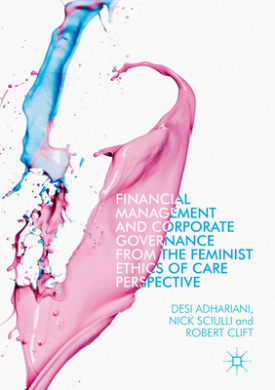 FINANCIAL
MANAGEMENT
AND CORPORATE
GOVERNANCE
FROM THE FEMINIST
ETHICS OF CARE
PERSPECTIVE
DESI ADHARIANI,
NICK SCIULLI and
ROBERT CLIFT